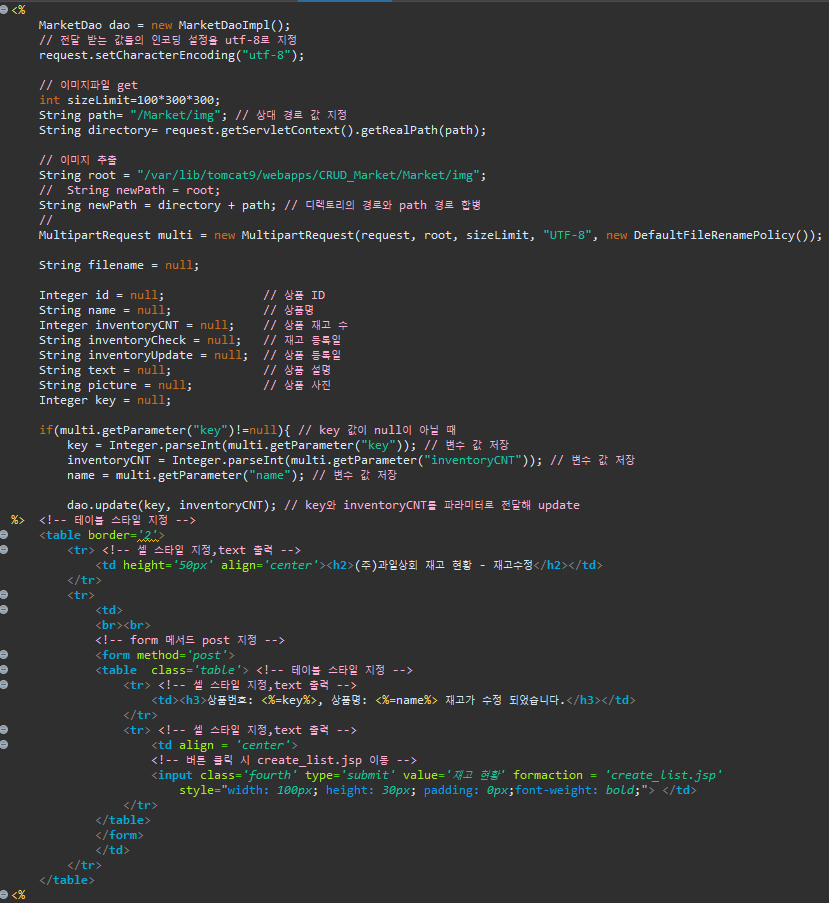 <%
MarketDao dao = new MarketDaoImpl();
// 전달 받는 값들의 인코딩 설정을 utf-8로 지정
request.setCharacterEncoding("utf-8");
// 이미지파일 get
int sizeLimit=100*300*300;
String path= "/Market/img"; // 상대 경로 값 지정
String directory= request.getServletContext().getRealPath(path);
// 이미지 추출
String root = "/var/lib/tomcat9/webapps/CRUD_Market/Market/img";
//  String newPath = root;
String newPath = directory + path; // 디렉토리의 경로와 path 경로 합병
//
MultipartRequest multi = new MultipartRequest(request, root, sizeLimit, "UTF-8", new DefaultFileRenamePolicy());
String filename = null;
Integer id = null;              // 상품 ID
String name = null;             // 상품명
Integer inventoryCNT = null;    // 상품 재고 수
String inventoryCheck = null;   // 재고 등록일
String inventoryUpdate = null;  // 상품 등록일
String text = null;             // 상품 설명
String picture = null;          // 상품 사진
Integer key = null;
if(multi.getParameter("key")!=null){ // key 값이 null이 아닐 때
key = Integer.parseInt(multi.getParameter("key")); // 변수 값 저장
inventoryCNT = Integer.parseInt(multi.getParameter("inventoryCNT")); // 변수 값 저장
name = multi.getParameter("name"); // 변수 값 저장
dao.update(key, inventoryCNT); // key와 inventoryCNT를 파라미터로 전달해 update
%>  <!-- 테이블 스타일 지정 -->
<table border='2'>
<tr> <!-- 셀 스타일 지정,text 출력 -->
<td height='50px' align='center'><h2>(주)과일상회 재고 현황 - 재고수정</h2></td>
</tr>
<tr>
<td>
<br><br>
<!-- form 메서드 post 지정 -->
<form method='post'>
<table  class='table'> <!-- 테이블 스타일 지정 -->
<tr> <!-- 셀 스타일 지정,text 출력 -->
<td><h3>상품번호: <%=key%>, 상품명: <%=name%> 재고가 수정 되었습니다.</h3></td>
</tr>
<tr> <!-- 셀 스타일 지정,text 출력 -->
<td align = 'center'>
<!-- 버튼 클릭 시 create_list.jsp 이동 -->
<input class='fourth' type='submit' value='재고 현황' formaction = 'create_list.jsp'
style="width: 100px; height: 30px; padding: 0px;font-weight: bold;"> </td>
</tr>
</table>
</form>
</td>
</tr>
</table>
<%